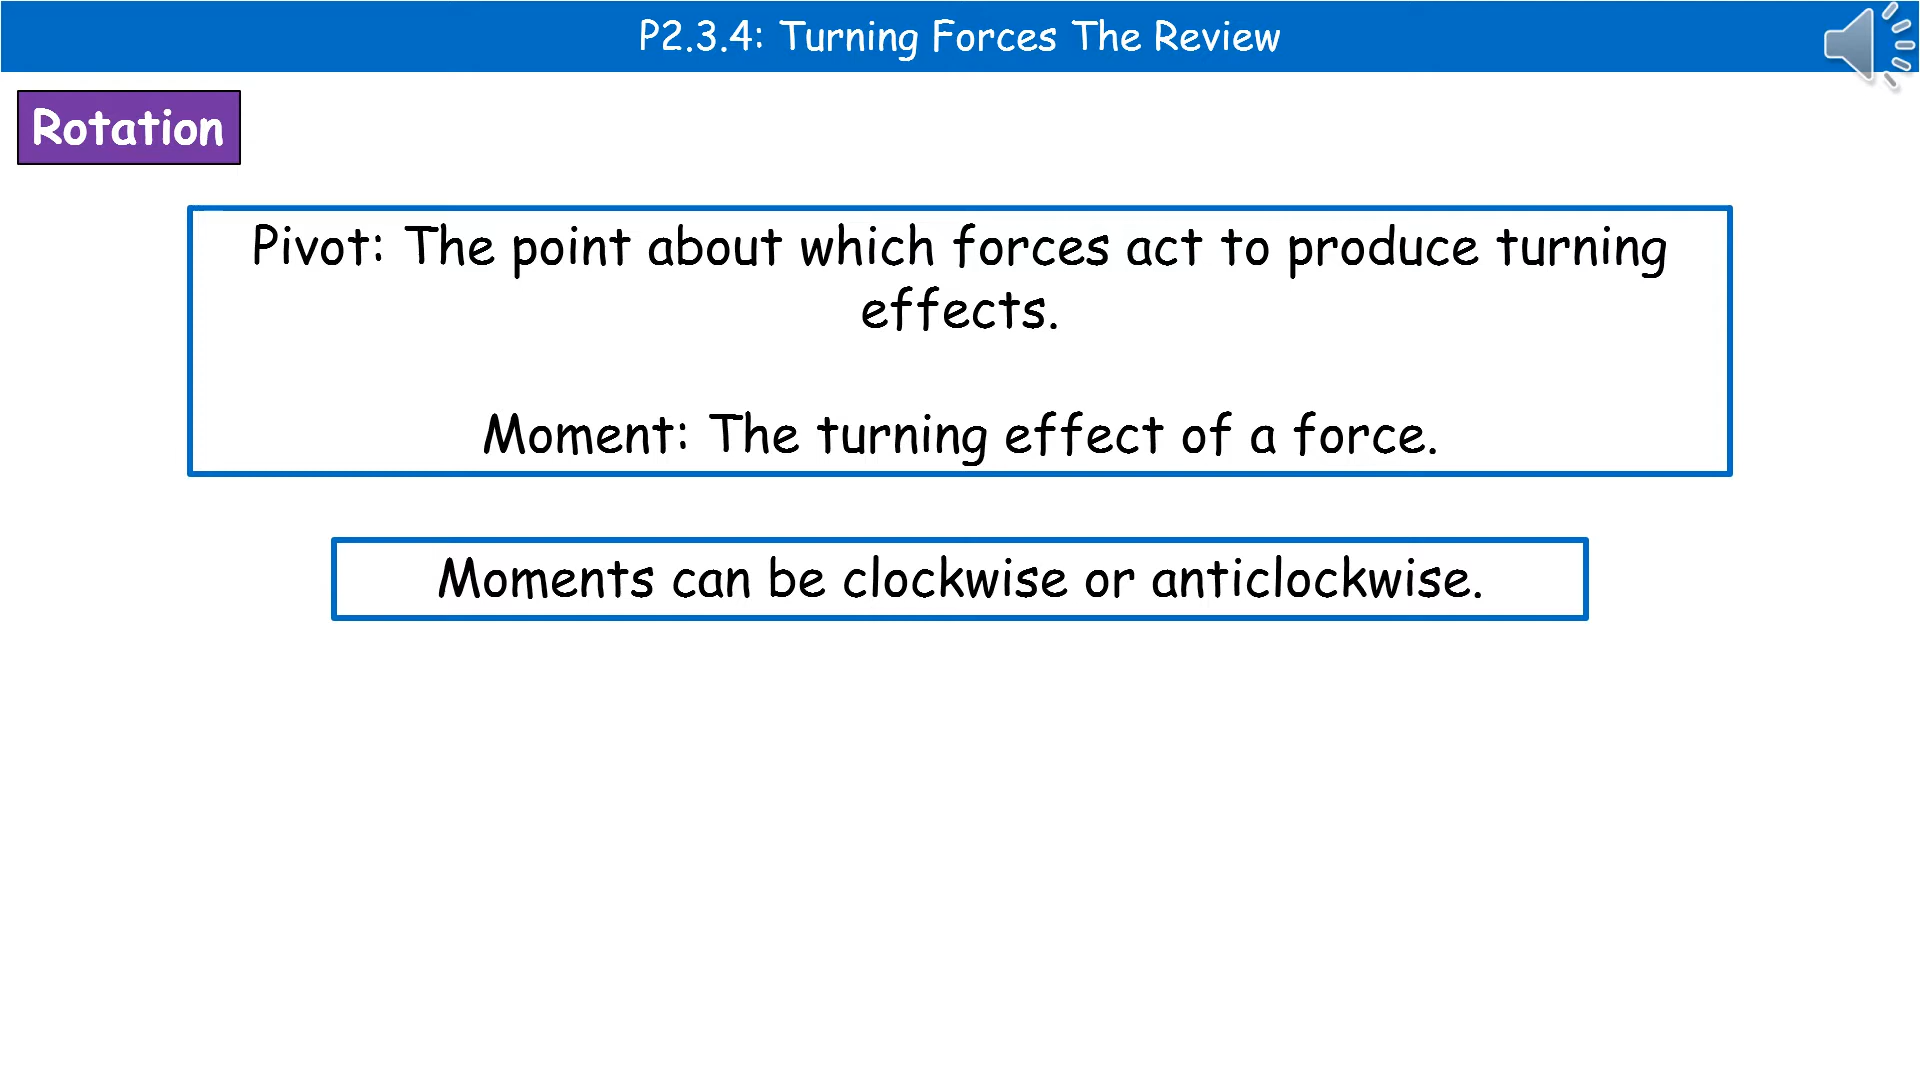 P2.3.4: Turning Forces The Review
Rotation
Pivot: The point about which forces act to produce turning
effects.
Moment: The turning effect of a force.
Moments can be clockwise or anticlockwise.